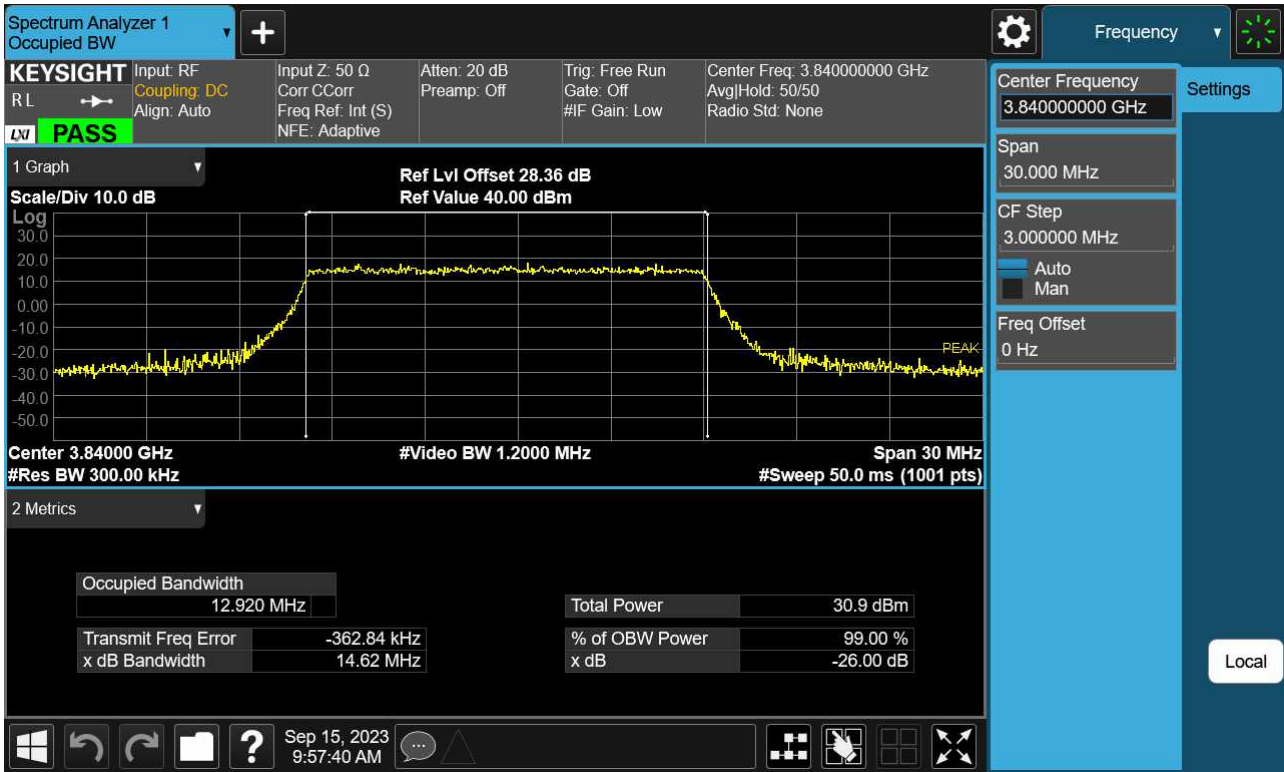 Spectrum Analyzer 1
Occupied BW
+
Frequency
KEYSIGHT
R L
LXI PASS
Input: RF
Coupling: DC
Align: Auto
Input Z: 50 Ω
Corr CCorr
Freq Ref: Int (S)
NFE: Adaptive
Atten: 20 dB
Preamp: Off
Trig: Free Run
Gate: Off
#IF Gain: Low
Center Freq: 3.840000000 GHz
Avg|Hold: 50/50
Radio Std: None
Center Frequency
3.840000000 GHz
Settings
Span
30.000 MHz
CF Step
3.000000 MHz
Auto
Man
Freq Offset
0 Hz
1 Graph
Scale/Div 10.0 dB
Ref Lvl Offset 28.36 dB
Ref Value 40.00 dBm
Log
30.0
20.0
10.0
0.00
-10.0
-20.0
-30.0
-40.0
-50.0
PEAK
Center 3.84000 GHz
#Video BW 1.2000 MHz
Span 30 MHz
#Res BW 300.00 kHz
#Sweep 50.0 ms (1001 pts)
2 Metrics
Occupied Bandwidth
12.920 MHz
Transmit Freq Error -362.84 kHz
x dB Bandwidth 14.62 MHz
Total Power 30.9 dBm
% of OBW Power 99.00 %
x dB -26.00 dB
Local
?
Sep 15, 2023
9:57:40 AM